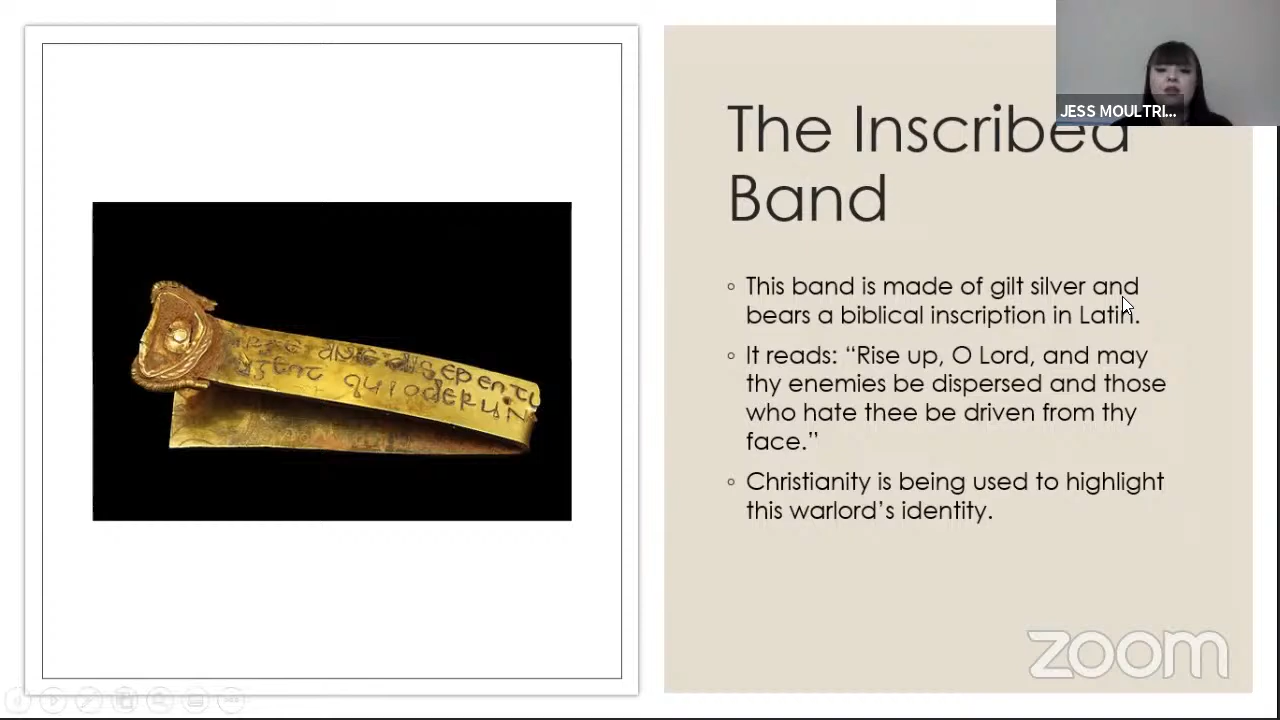 JESS MOULTRI...
The Inscribed
Band
This band is made of gilt silver and
bears a biblical inscription in Latin.
It reads: “Rise up, O Lord, and may
thy enemies be dispersed and those
who hate thee be driven from thy
face.”
Christianity is being used to highlight
this warlord’s identity.
qui oderun
zoom